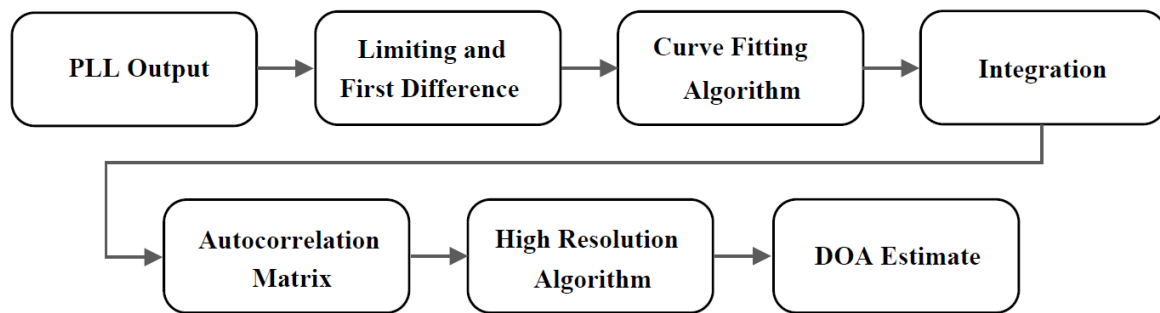 PLL Output
Limiting and
First Difference
Curve Fitting
Algorithm
Integration
Autocorrelation
Matrix
High Resolution
Algorithm
DOA Estimate